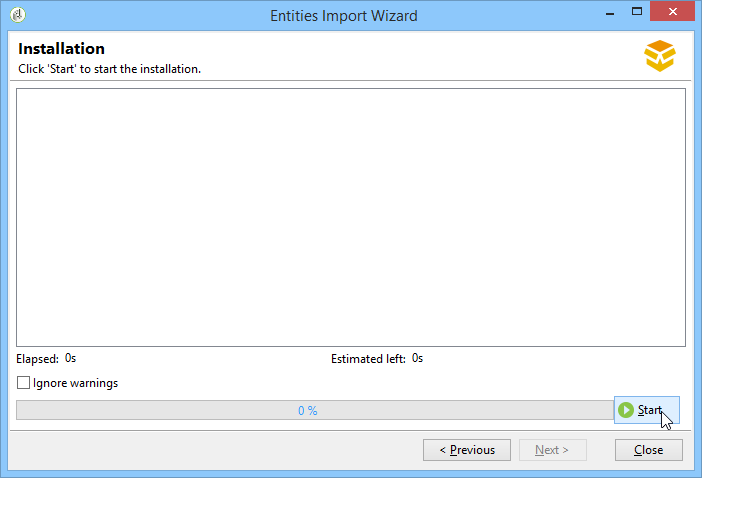 Entities Import Wizard
Installation
Click 'Start' to start the installation.
Elapsed: 0s Estimated left: 0s
Ignore warnings
0 % Start
< Previous Next > Close